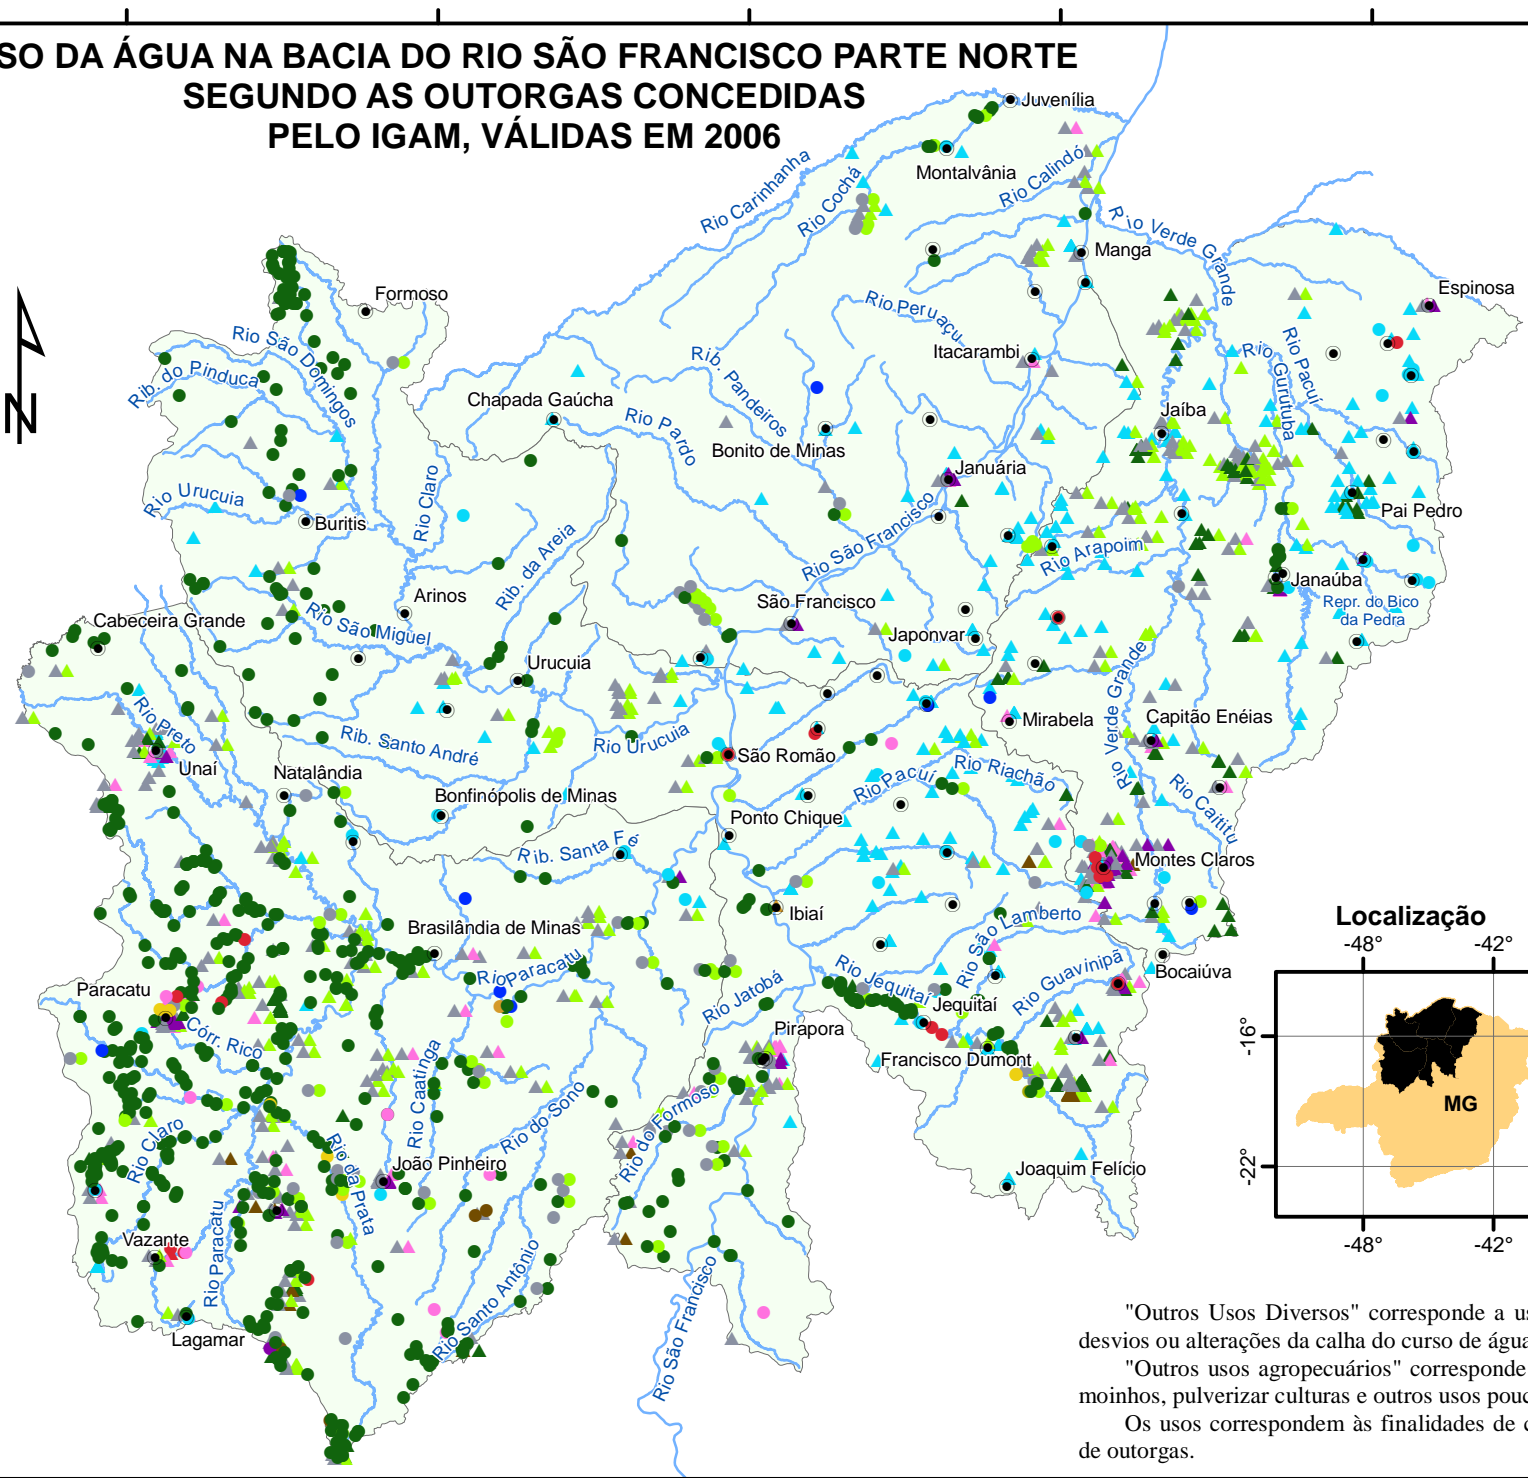 SO DA ÁGUA NA BACIA DO RIO SÃO FRANCISCO PARTE NORTE
SEGUNDO AS OUTORGAS CONCEDIDAS
PELO IGAM, VÁLIDAS EM 2006
Juvenília
Montalvânia
Rio Carinhanha
Rio Cochá
Rio Calindó
Rio Verde Grande
Manga
Espinosa
Formoso
Rio Peruaçu
Itacarambi
Rio São Domingos
Rib. do Pinduca
Rib. Pandeiros
Rio Gurutuba
Rio Pacuí
Chapada Gaúcha
Rio Pardo
Bonito de Minas
Jaíba
Januária
N
Rio Urucuia
Buritis
Rio Claro
Pai Pedro
Rio São Francisco
Rio Arapoim
Rib. da Areia
Janaúba
Repr. do Bico
da Pedra
Arinos
São Francisco
Japonvar
Cabeceira Grande
Rio São Miguel
Urucuia
Rio Verde Grande
Mirabela
Capitão Enéias
Rio Preto
Unaí
Rib. Santo André
Rio Urucuia
São Romão
Natalândia
Bonfinópolis de Minas
Rio Pacuí
Rio Riachão
Rio Caititu
Ponto Chique
Rib. Santa Fé
Montes Claros
Ibiaí
Brasilândia de Minas
Rio São Lamberto
Localização
-48°
-42°
Rio Paracatu
Rio Jequitaí
Rio Guavinipã
Bocaiúva
Paracatu
Rio Jatobá
Jequitaí
Córr. Rico
Pirapora
Francisco Dumont
-16°
MG
-22°
-48°
-42°
Rio Caatinga
Rio do Sono
Rio do Formoso
Rio Claro
Rio da Prata
João Pinheiro
Joaquim Felício
Vazante
Rio Paracatu
Rio Santo Antônio
Rio São Francisco
Lagamar
"Outros Usos Diversos" corresponde a us
desvios ou alterações da calha do curso de água
"Outros usos agropecuários" corresponde
moinhos, pulverizar culturas e outros usos pouc
Os usos correspondem às finalidades de c
de outorgas.